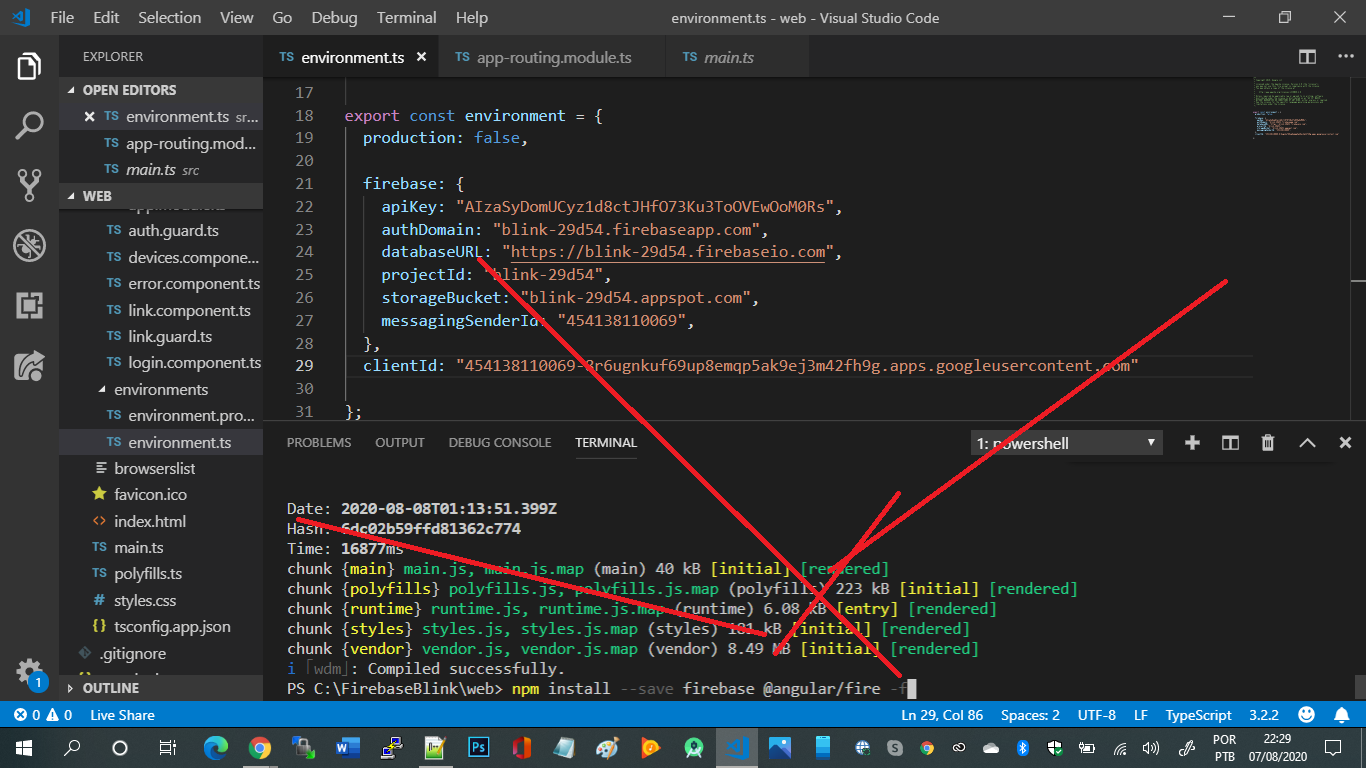 File Edit Selection View Go Debug Terminal Help
environment.ts - web - Visual Studio Code
EXPLORER
OPEN EDITORS
TS environment.ts sr...
TS app-routing.mod...
TS main.ts src
WEB
TS auth.guard.ts
TS devices.compone...
TS error.component.ts
TS link.component.ts
TS link.guard.ts
TS login.component.ts
environments
TS environment.pro...
TS environment.ts
browserslist
favicon.ico
<> index.html
TS main.ts
TS polyfills.ts
# styles.css
{} tsconfig.app.json
.gitignore
OUTLINE
1
TS environment.ts
TS app-routing.module.ts
TS main.ts
17
18 export const environment = {
19 production: false,
20
21 firebase: {
22 apiKey: "AIzaSyDomUCyz1d8ctJHfO73Ku3ToOVEwOoM0Rs",
23 authDomain: "blink-29d54.firebaseapp.com",
24 databaseURL: "https://blink-29d54.firebaseio.com",
25 projectId: "blink-29d54",
26 storageBucket: "blink-29d54.appspot.com",
27 messagingSenderId: "454138110069",
28 },
29 clientId: "454138110069-3r6ugnkuf69up8emqp5ak9ej3m42fh9g.apps.googleusercontent.com"
30
31 };
PROBLEMS OUTPUT DEBUG CONSOLE TERMINAL
1: powershell
Date: 2020-08-08T01:13:51.399Z
Hash: 6dc02b59ffd81362c774
Time: 16877ms
chunk {main} main.js, main.js.map (main) 40 kB [initial] [rendered]
chunk {polyfills} polyfills.js, polyfills.js.map (polyfills) 223 kB [initial] [rendered]
chunk {runtime} runtime.js, runtime.js.map (runtime) 6.08 kB [entry] [rendered]
chunk {styles} styles.js, styles.js.map (styles) 181 kB [initial] [rendered]
chunk {vendor} vendor.js, vendor.js.map (vendor) 8.49 MB [initial] [rendered]
i ｢wdm｣: Compiled successfully.
PS C:\FirebaseBlink\web> npm install --save firebase @angular/fire -f
0 0 Live Share
Ln 29, Col 86 Spaces: 2 UTF-8 LF TypeScript 3.2.2
POR
PTB
22:29
07/08/2020